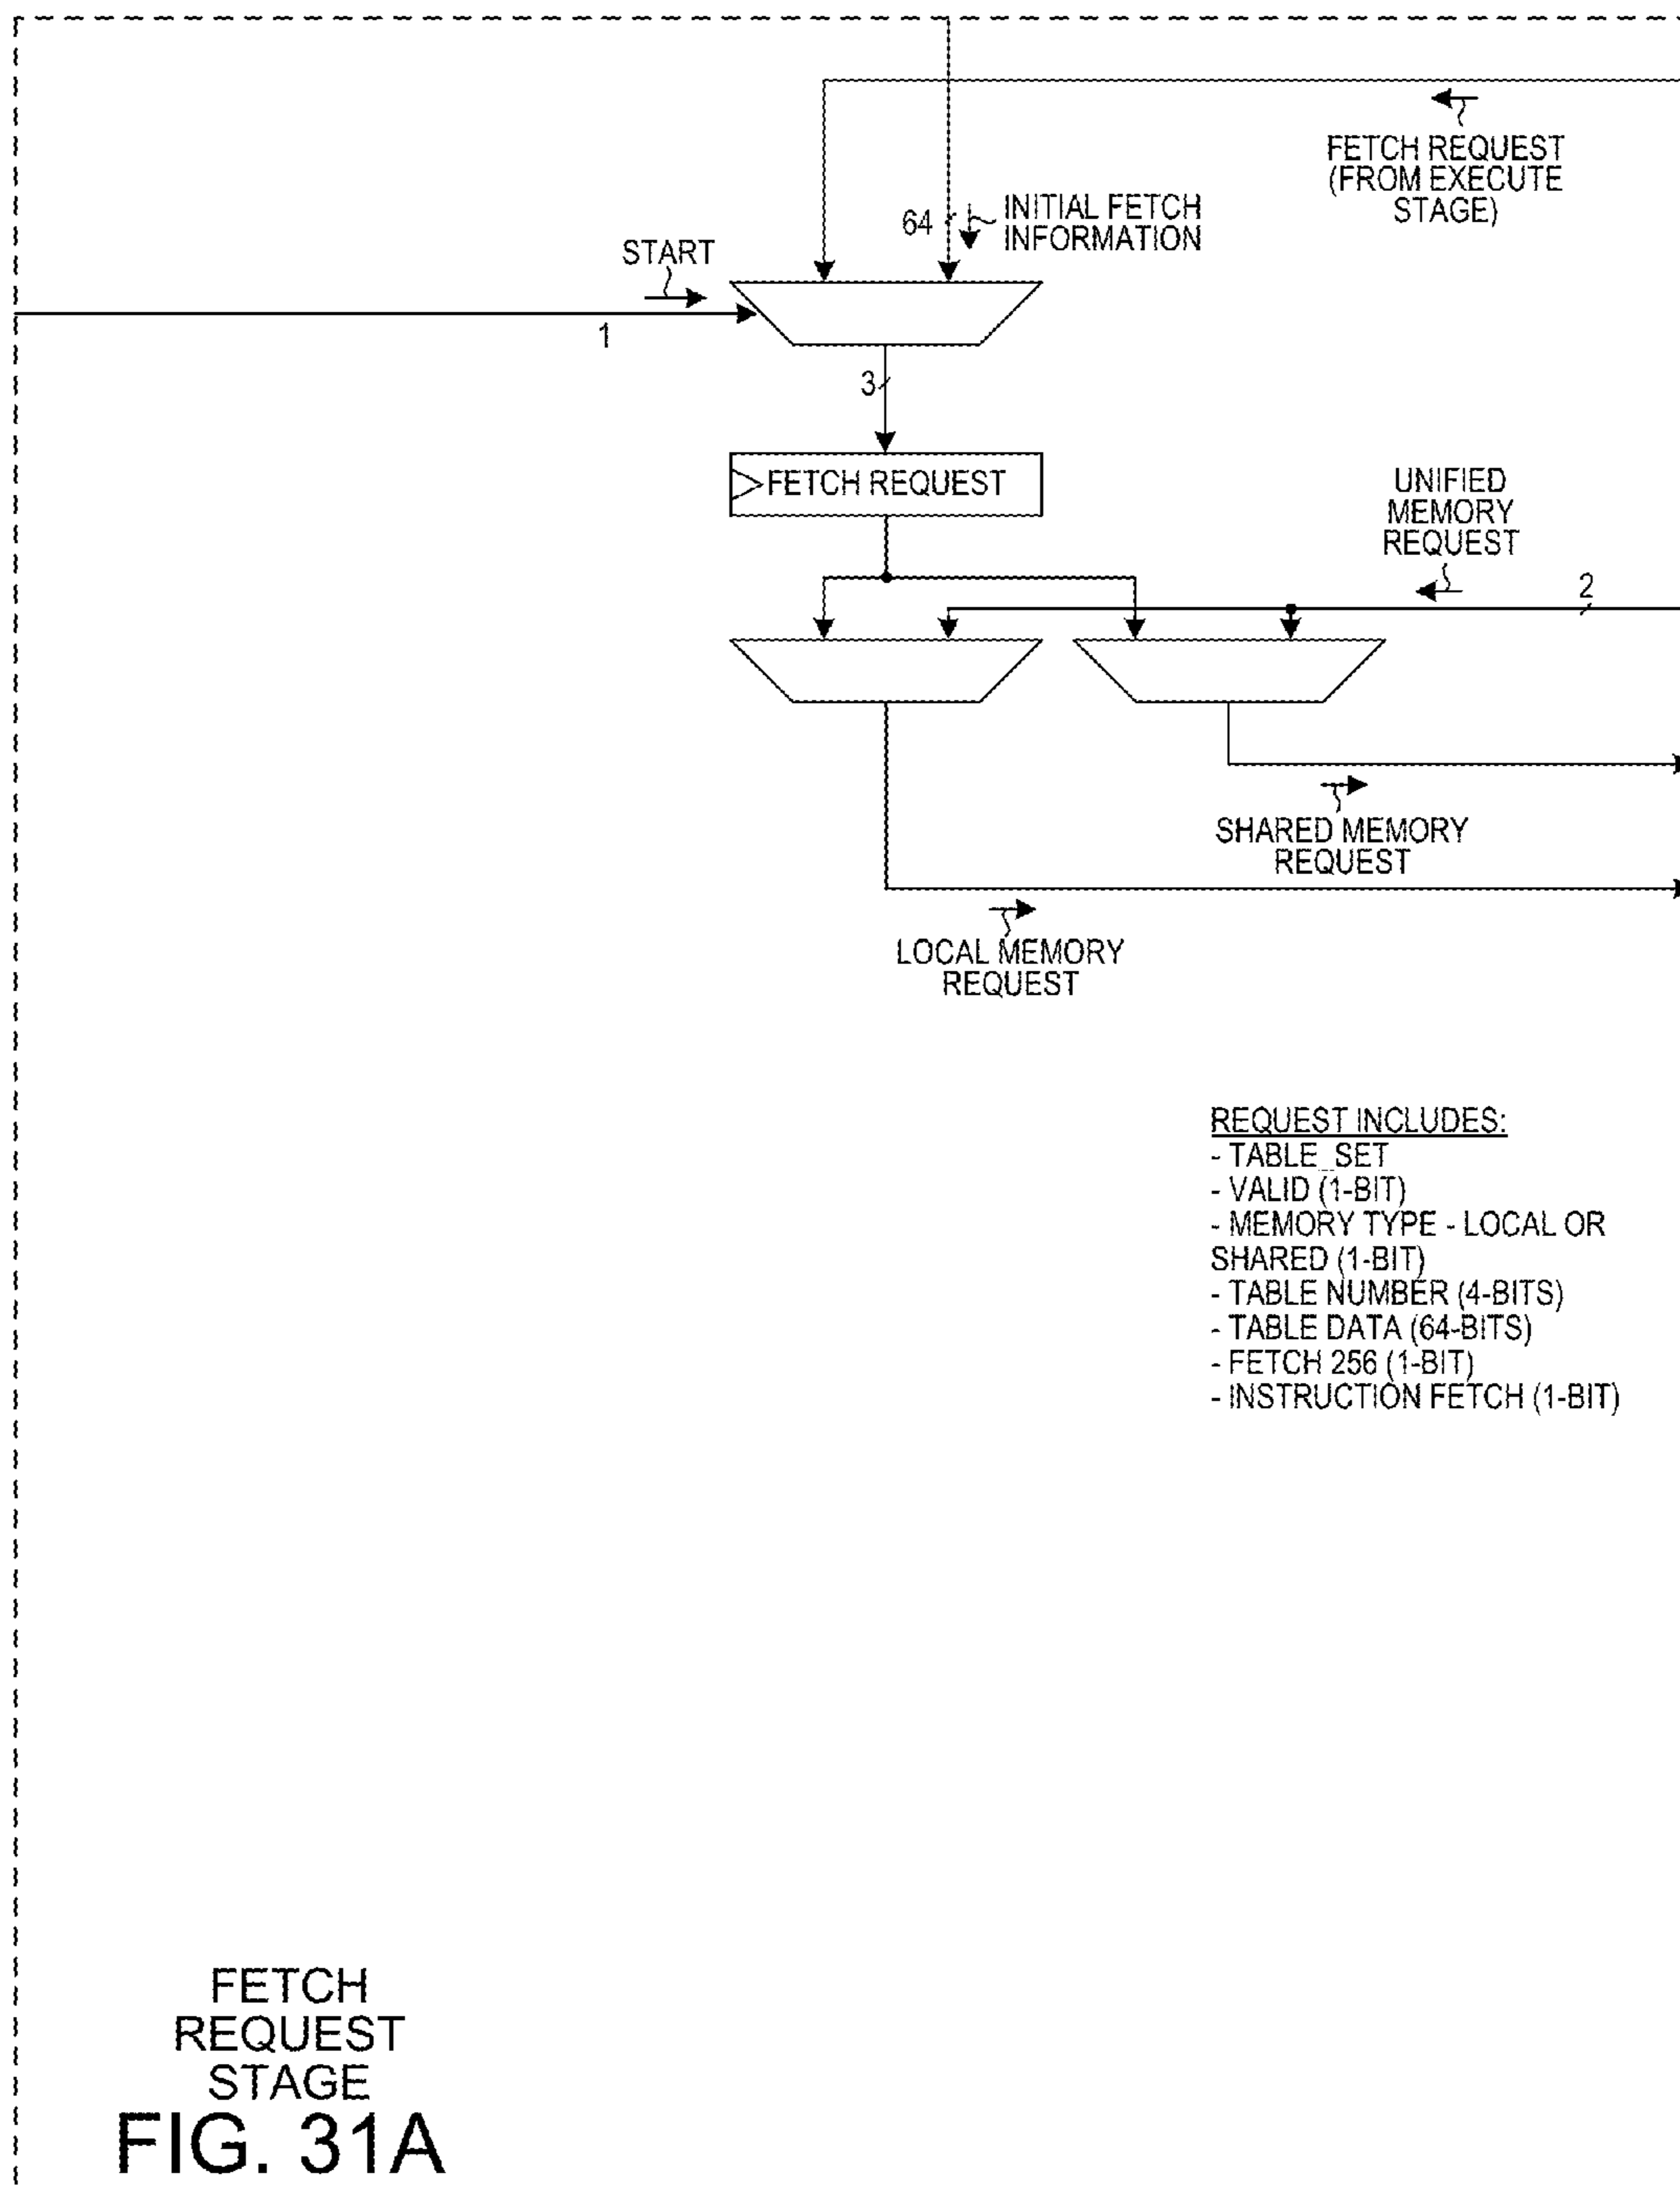 FETCH REQUEST
(FROM EXECUTE
STAGE)
64
INITIAL FETCH
INFORMATION
START
1
3
FETCH REQUEST
UNIFIED
MEMORY
REQUEST
2
SHARED MEMORY
REQUEST
LOCAL MEMORY
REQUEST
REQUEST INCLUDES:
- TABLE_SET
- VALID (1-BIT)
- MEMORY TYPE - LOCAL OR
SHARED (1-BIT)
- TABLE NUMBER (4-BITS)
- TABLE DATA (64-BITS)
- FETCH 256 (1-BIT)
- INSTRUCTION FETCH (1-BIT)
FETCH
REQUEST
STAGE
FIG. 31A